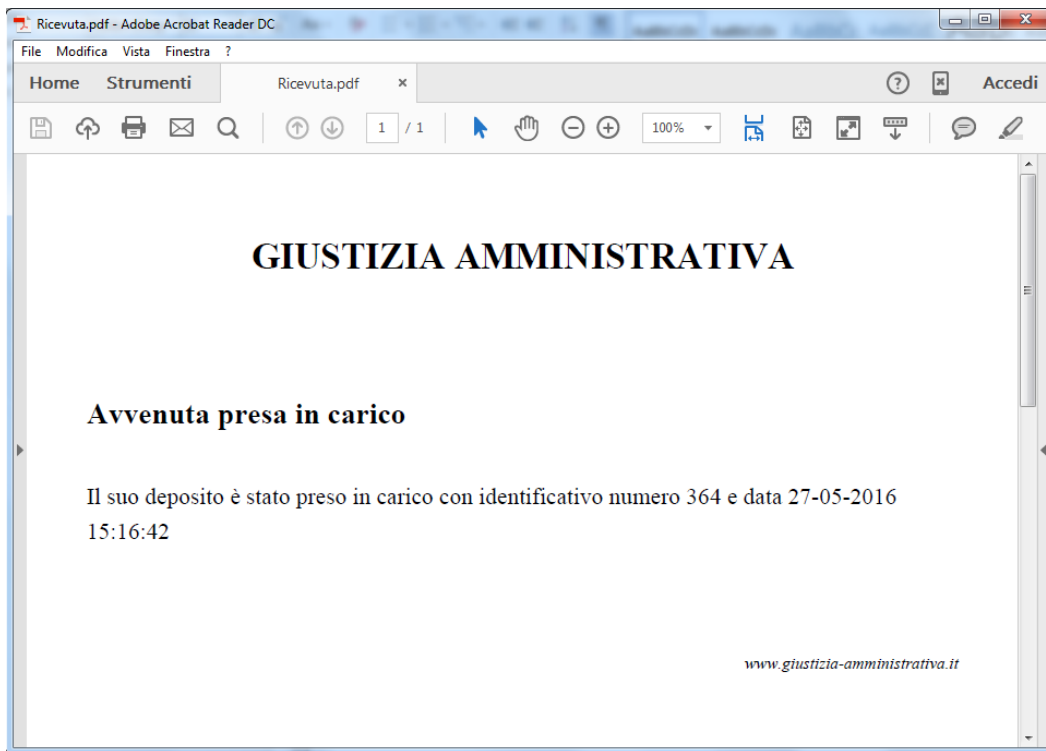 Ricevuta.pdf - Adobe Acrobat Reader DC
File Modifica Vista Finestra ?
Home Strumenti Ricevuta.pdf × ? Accedi
1 / 1 100%
GIUSTIZIA AMMINISTRATIVA
Avvenuta presa in carico
Il suo deposito è stato preso in carico con identificativo numero 364 e data 27-05-2016
15:16:42
www.giustizia-amministrativa.it